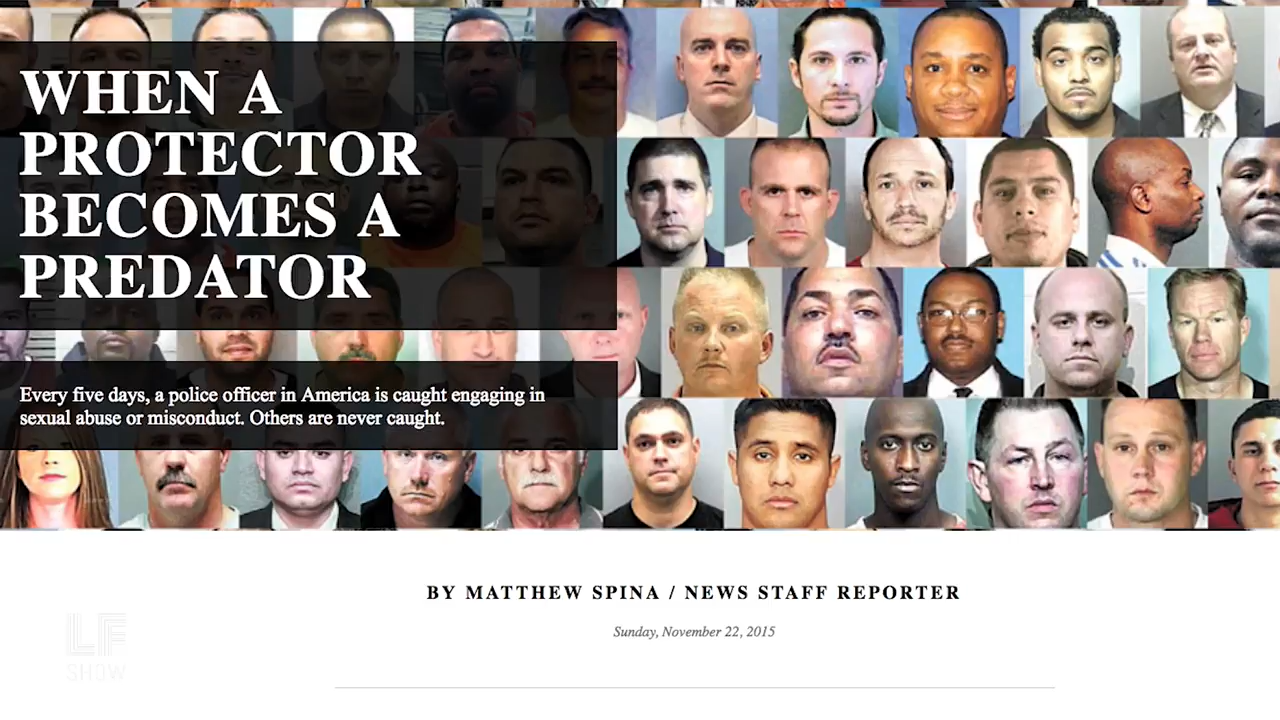 WHEN A
PROTECTOR
BECOMES A
PREDATOR
Every five days, a police officer in America is caught engaging in
sexual abuse or misconduct. Others are never caught.
BY MATTHEW SPINA / NEWS STAFF REPORTER
Sunday, November 22, 2015
LF
SHOW